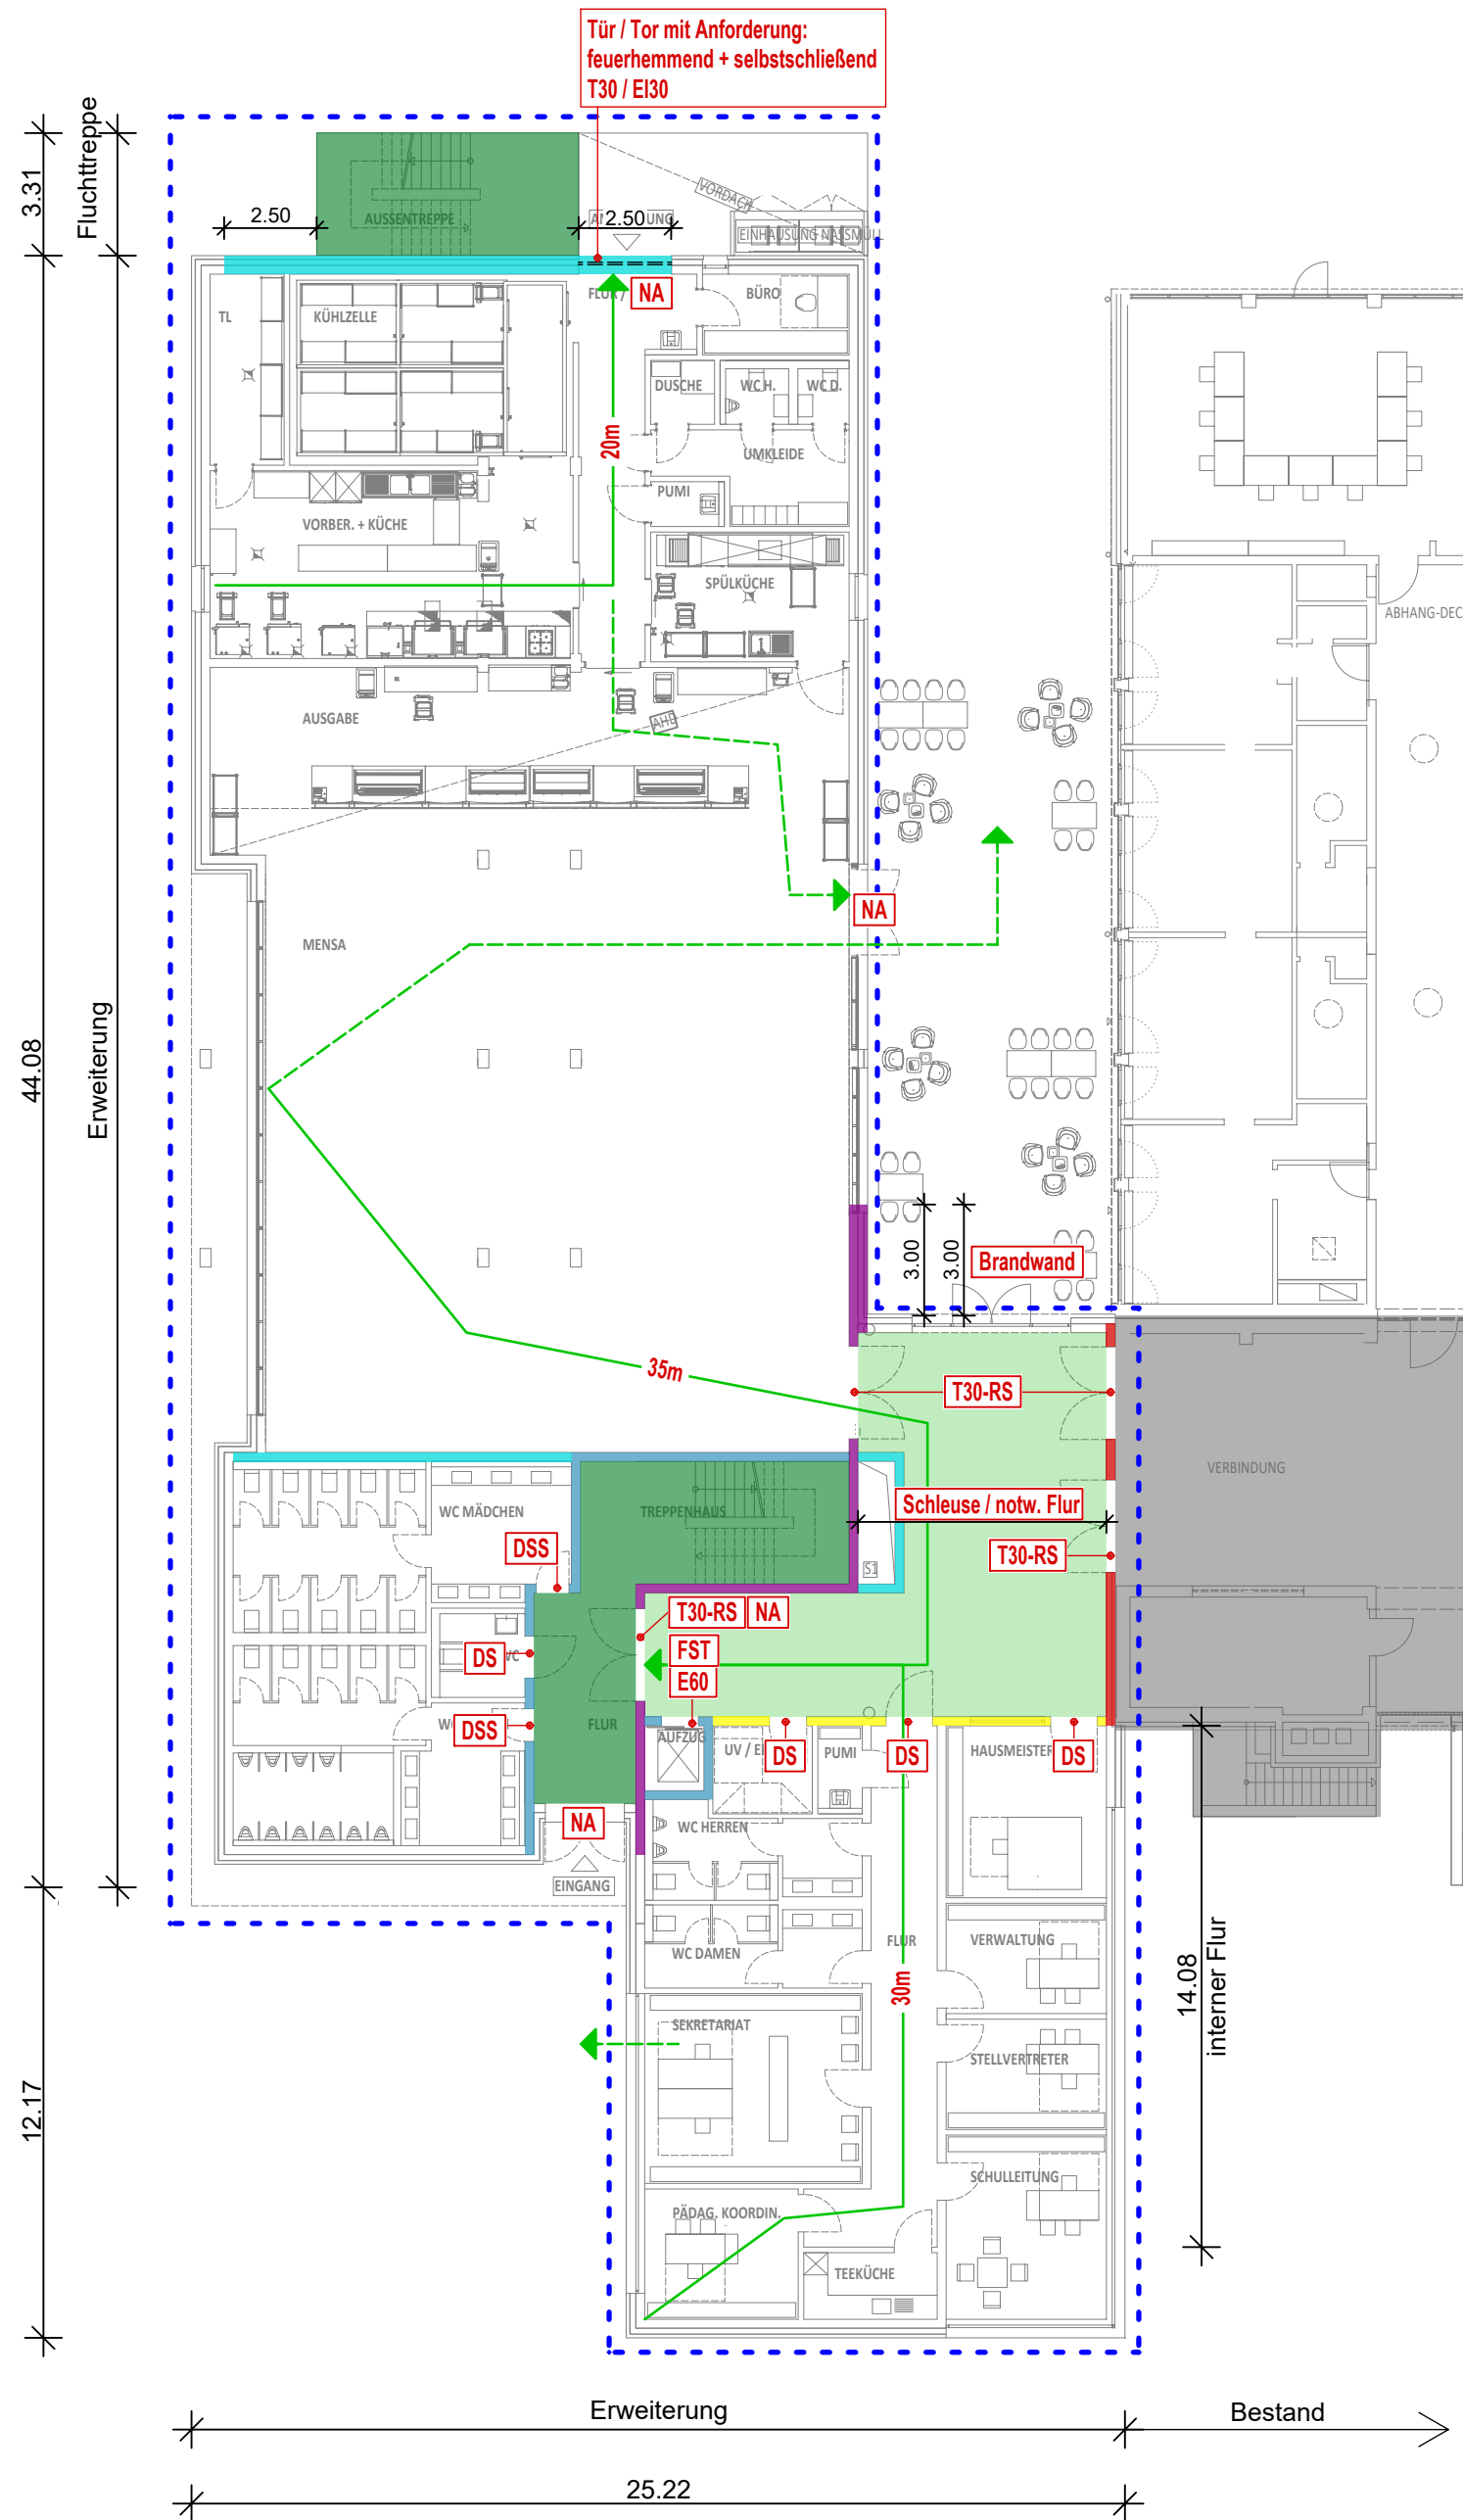 Tür / Tor mit Anforderung:
feuerhemmend + selbstschließend
T30 / EI30
Fluchttreppe
3.31
2.50
AUSSENTREPPE
2.50
VORDACH
EINHAUSUNG NASSMÜLL
NA
TL
KÜHLZELLE
BÜRO
DUSCHE
WC H.
WC D.
20m
UMKLEIDE
PUMI
VORBER. + KÜCHE
SPÜLKÜCHE
ABHANG-DEC
AUSGABE
AHD
NA
MENSA
44.08
Erweiterung
3.00
3.00
Brandwand
35m
T30-RS
VERBINDUNG
WC MÄDCHEN
TREPPENHAUS
Schleuse / notw. Flur
DSS
T30-RS
S1
T30-RS
NA
DS
WC
FST
E60
DSS
FLUR
AUFZUG
UV / E
DS
PUMI
DS
HAUSMEISTER
DS
NA
WC HERREN
EINGANG
WC DAMEN
FLUR
VERWALTUNG
30m
14.08
interner Flur
SEKRETARIAT
STELLVERTRETER
12.17
SCHULLEITUNG
PÄDAG. KOORDIN.
TEEKÜCHE
Erweiterung
Bestand
25.22